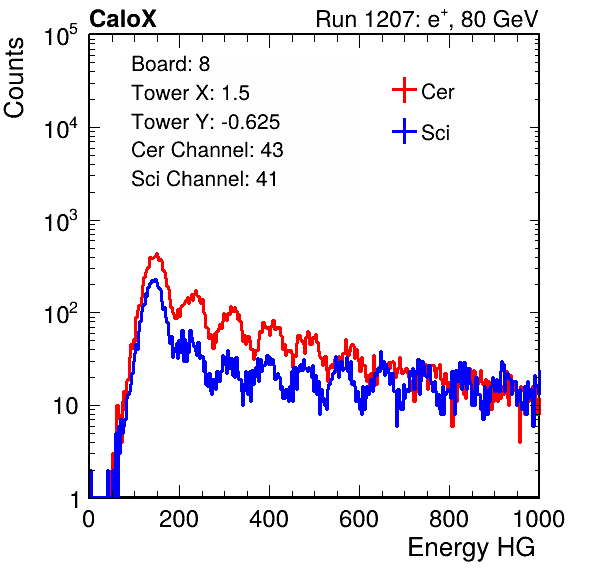 CaloX Run 1207: e⁺, 80 GeV
Counts
Board: 8
Tower X: 1.5
Tower Y: -0.625
Cer Channel: 43
Sci Channel: 41
Cer
Sci
10⁵
10⁴
10³
10²
10
1
0 200 400 600 800 1000
Energy HG